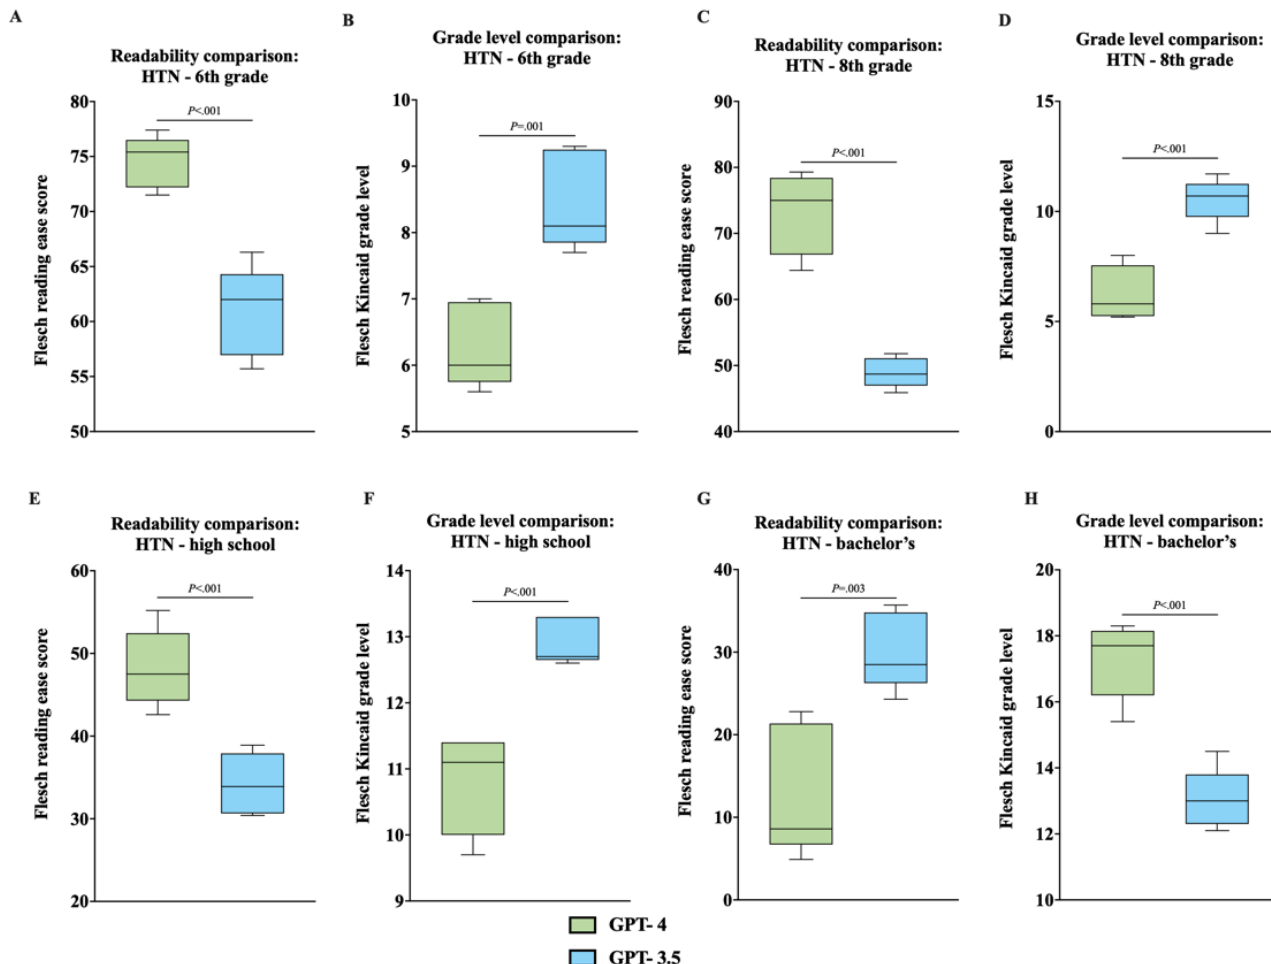 A
Readability comparison:
HTN - 6th grade
P<.001
Flesch reading ease score
80
75
70
65
60
55
50
B
Grade level comparison:
HTN - 6th grade
P=.001
Flesch Kincaid grade level
10
9
8
7
6
5
C
Readability comparison:
HTN - 8th grade
P<.001
Flesch reading ease score
90
80
70
60
50
40
D
Grade level comparison:
HTN - 8th grade
P<.001
Flesch Kincaid grade level
15
10
5
0
E
Readability comparison:
HTN - high school
P<.001
Flesch reading ease score
60
50
40
30
20
F
Grade level comparison:
HTN - high school
P<.001
Flesch Kincaid grade level
14
13
12
11
10
9
G
Readability comparison:
HTN - bachelor's
P=.003
Flesch reading ease score
40
30
20
10
0
H
Grade level comparison:
HTN - bachelor's
P<.001
Flesch Kincaid grade level
20
18
16
14
12
10
GPT- 4
GPT- 3.5